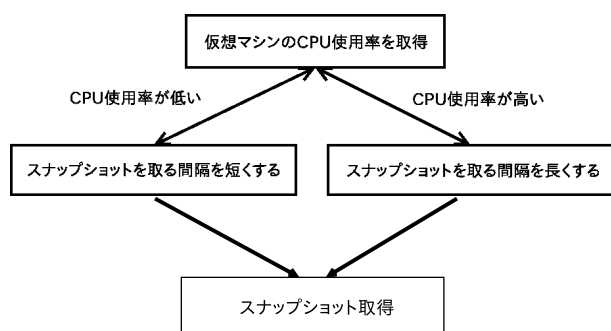 仮想マシンのCPU使用率を取得
CPU使用率が低い
CPU使用率が高い
スナップショットを取る間隔を短くする
スナップショットを取る間隔を長くする
スナップショット取得